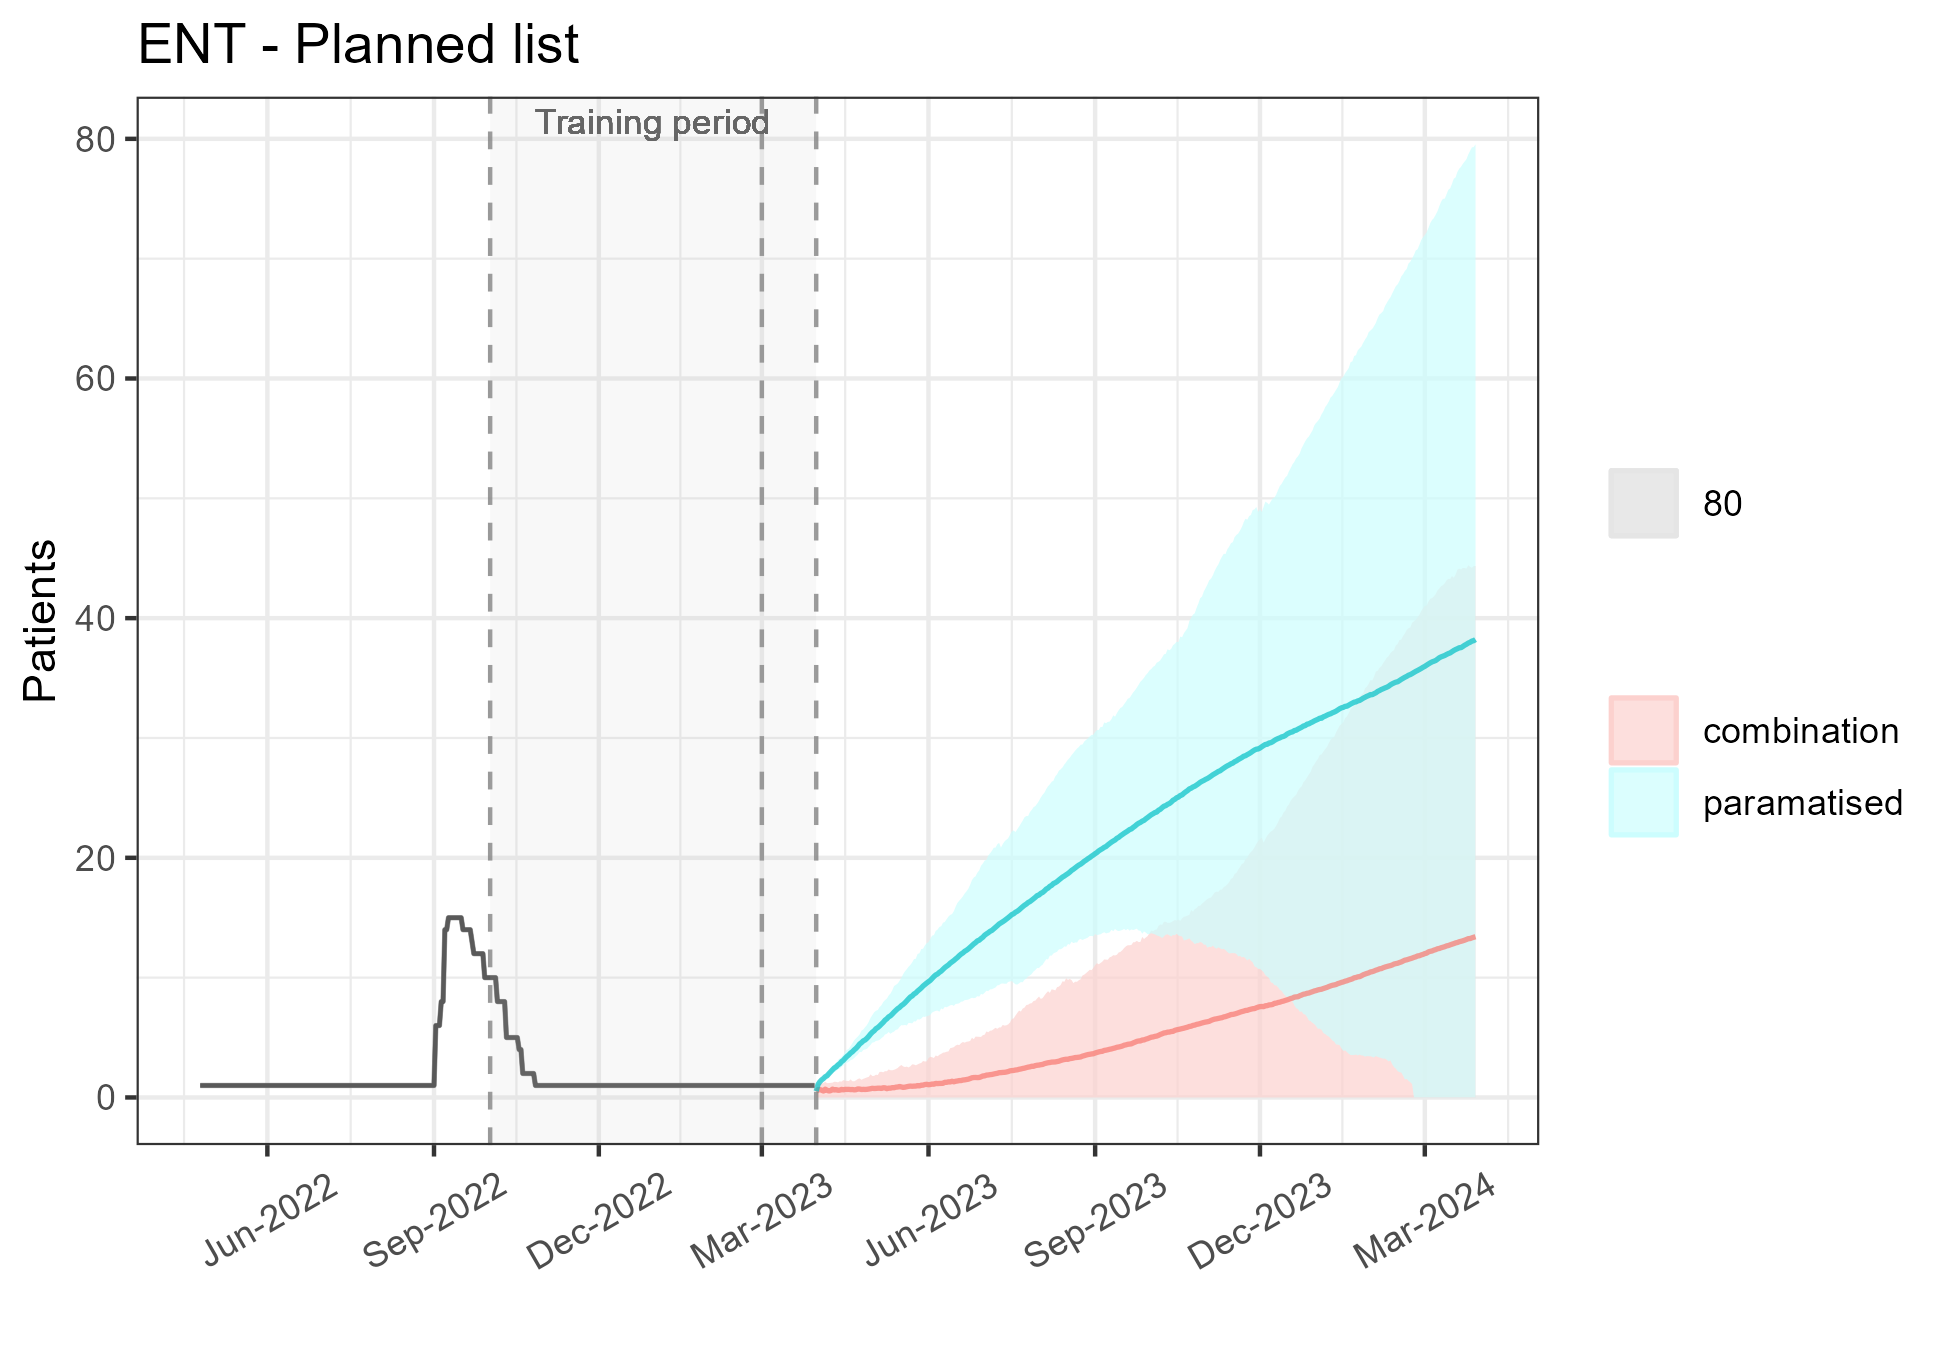 ENT - Planned list
Training period
Patients
80
60
40
20
0
Jun-2022
Sep-2022
Dec-2022
Mar-2023
Jun-2023
Sep-2023
Dec-2023
Mar-2024
80
combination
paramatised